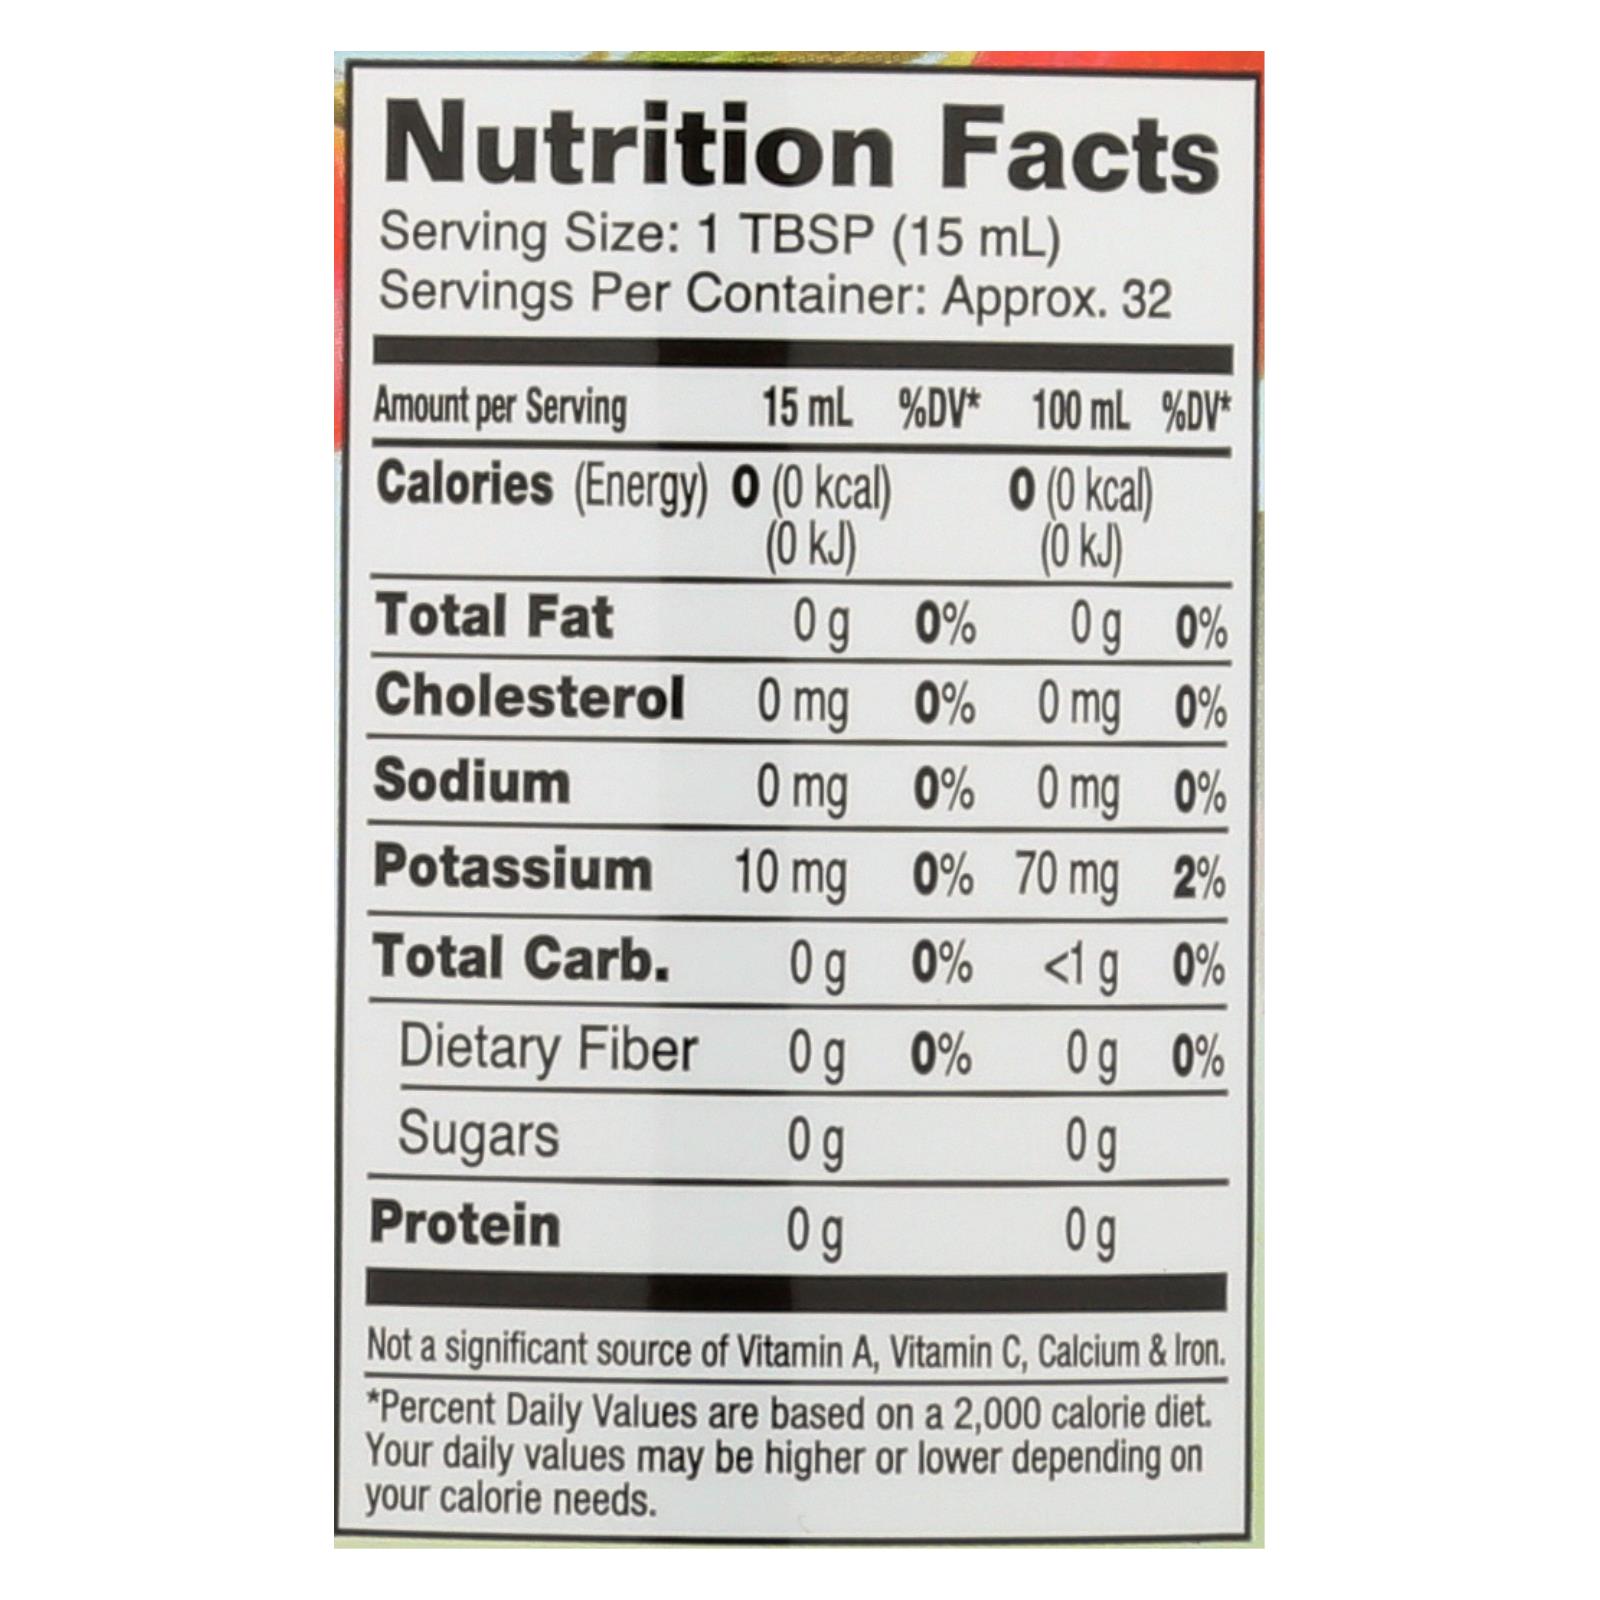 Nutrition Facts
Serving Size: 1 TBSP (15 mL)
Servings Per Container: Approx. 32
Amount per Serving 15 mL %DV* 100 mL %DV*
Calories (Energy) 0 (0 kcal) 0 (0 kcal)
(0 kJ) (0 kJ)
Total Fat 0 g 0% 0 g 0%
Cholesterol 0 mg 0% 0 mg 0%
Sodium 0 mg 0% 0 mg 0%
Potassium 10 mg 0% 70 mg 2%
Total Carb. 0 g 0% <1 g 0%
Dietary Fiber 0 g 0% 0 g 0%
Sugars 0 g 0 g
Protein 0 g 0 g
Not a significant source of Vitamin A, Vitamin C, Calcium & Iron.
*Percent Daily Values are based on a 2,000 calorie diet.
Your daily values may be higher or lower depending on
your calorie needs.